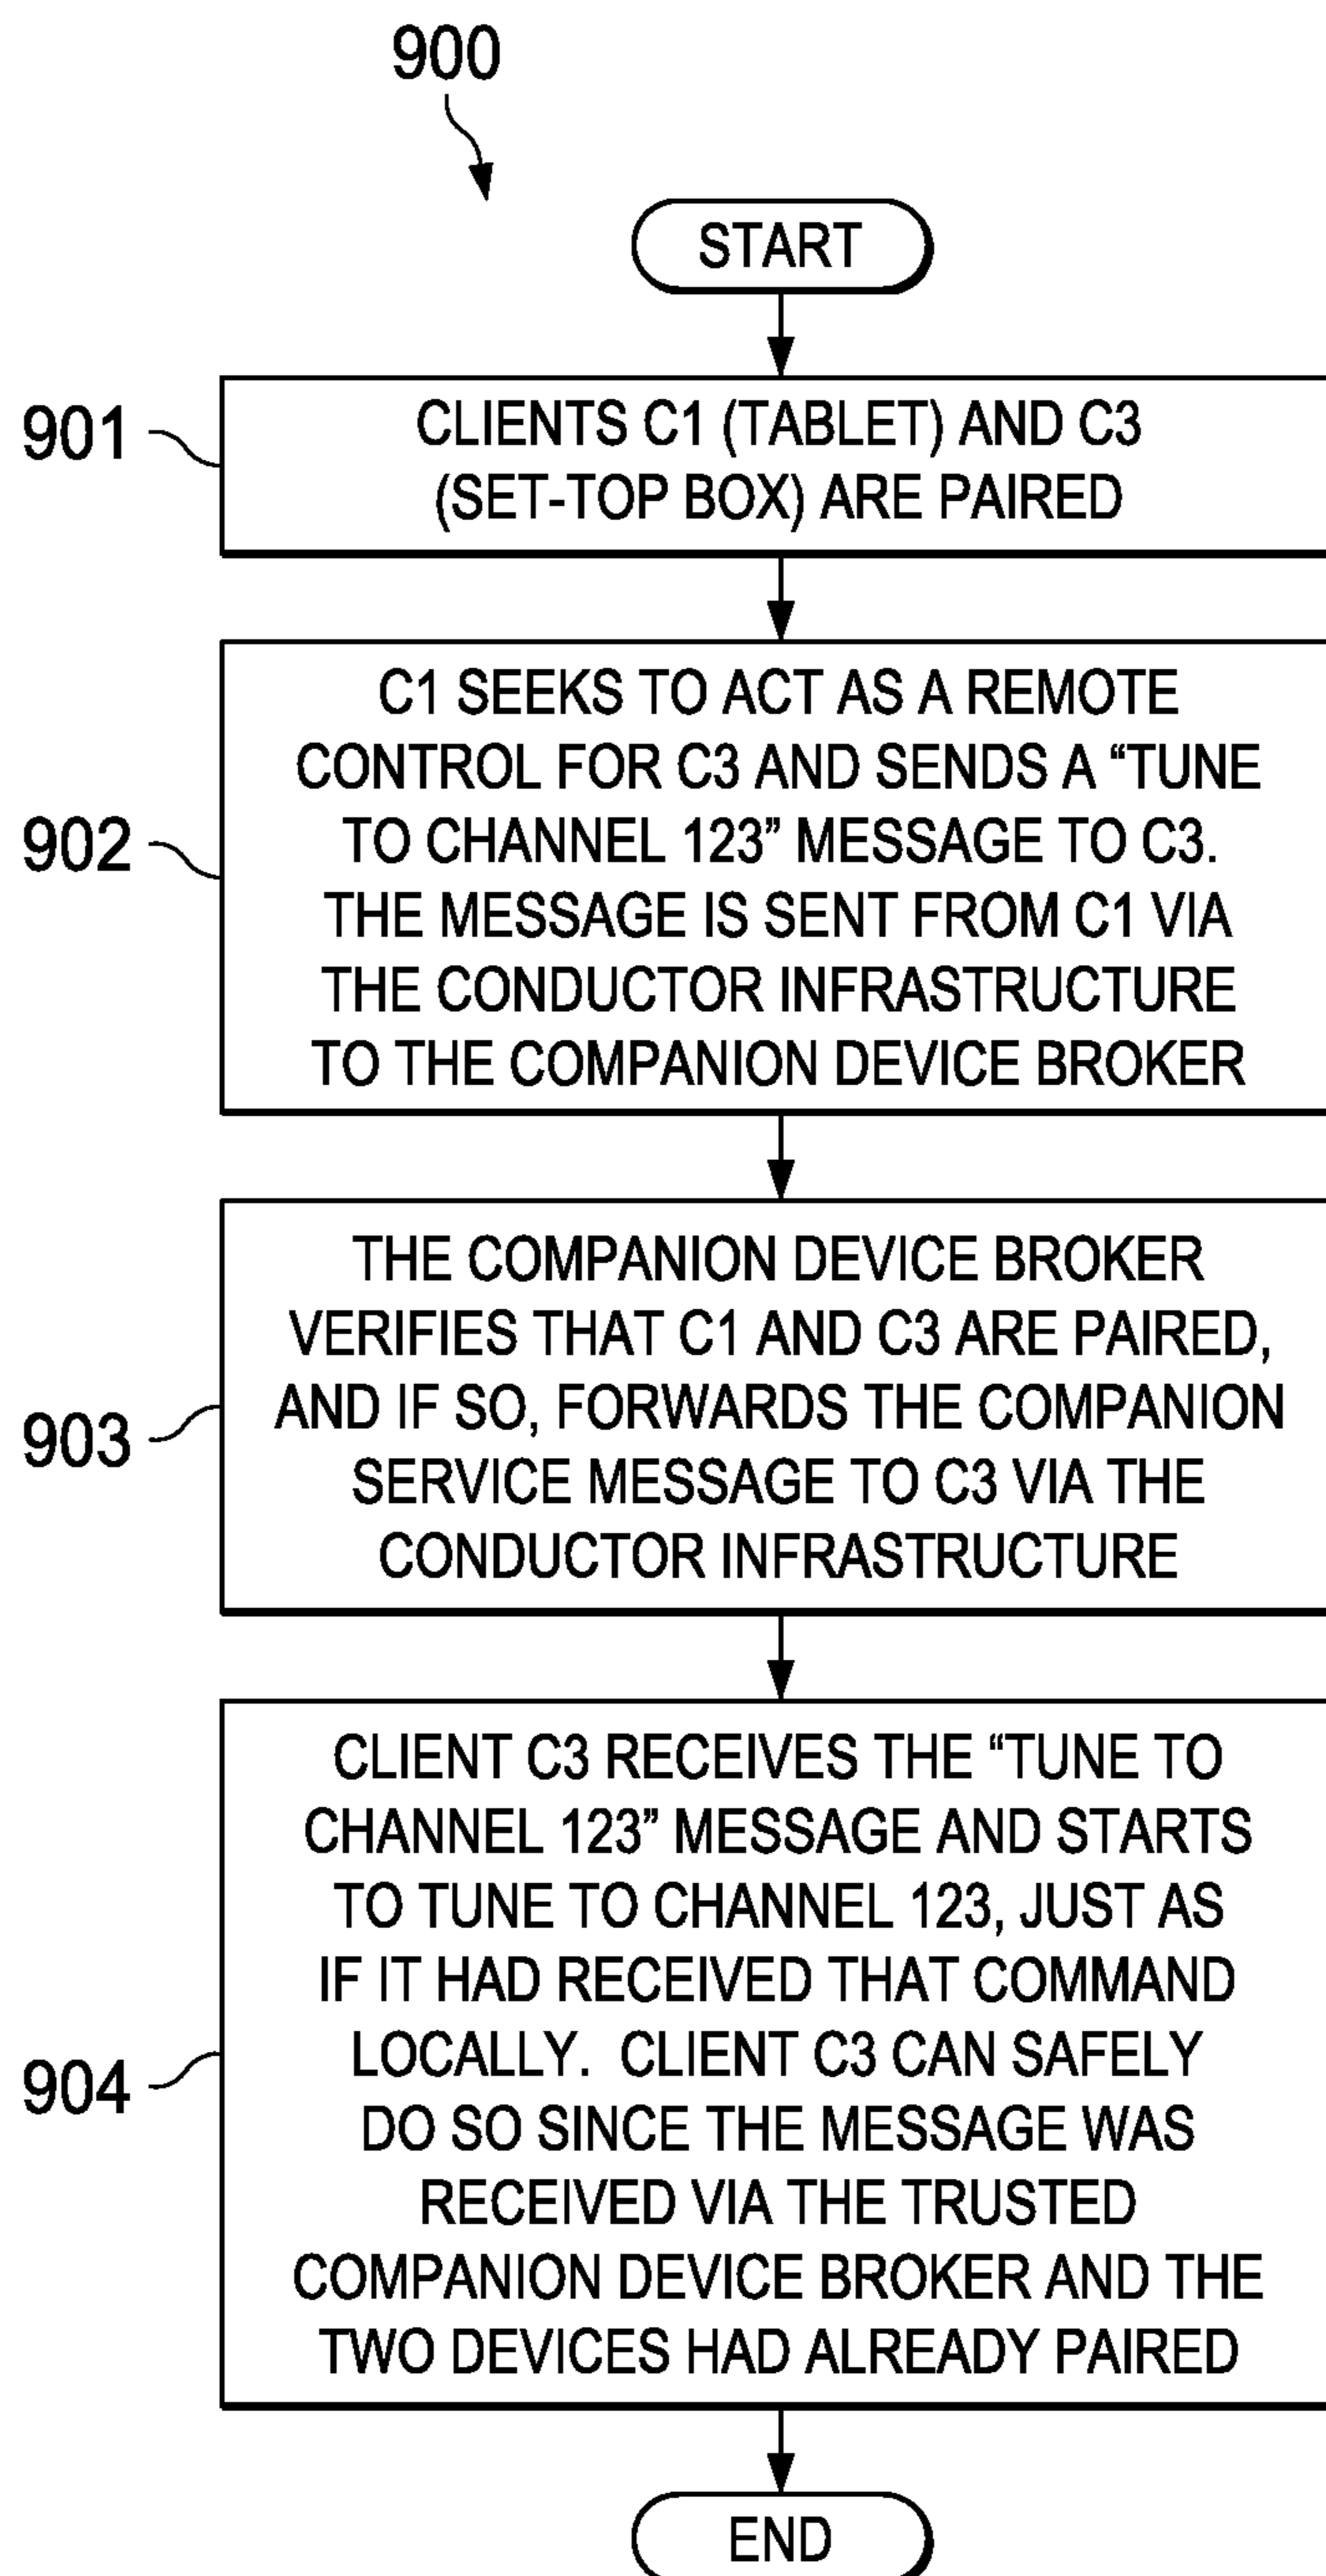 900
START
901
CLIENTS C1 (TABLET) AND C3
(SET-TOP BOX) ARE PAIRED
902
C1 SEEKS TO ACT AS A REMOTE
CONTROL FOR C3 AND SENDS A “TUNE
TO CHANNEL 123” MESSAGE TO C3.
THE MESSAGE IS SENT FROM C1 VIA
THE CONDUCTOR INFRASTRUCTURE
TO THE COMPANION DEVICE BROKER
903
THE COMPANION DEVICE BROKER
VERIFIES THAT C1 AND C3 ARE PAIRED,
AND IF SO, FORWARDS THE COMPANION
SERVICE MESSAGE TO C3 VIA THE
CONDUCTOR INFRASTRUCTURE
904
CLIENT C3 RECEIVES THE “TUNE TO
CHANNEL 123” MESSAGE AND STARTS
TO TUNE TO CHANNEL 123, JUST AS
IF IT HAD RECEIVED THAT COMMAND
LOCALLY. CLIENT C3 CAN SAFELY
DO SO SINCE THE MESSAGE WAS
RECEIVED VIA THE TRUSTED
COMPANION DEVICE BROKER AND THE
TWO DEVICES HAD ALREADY PAIRED
END